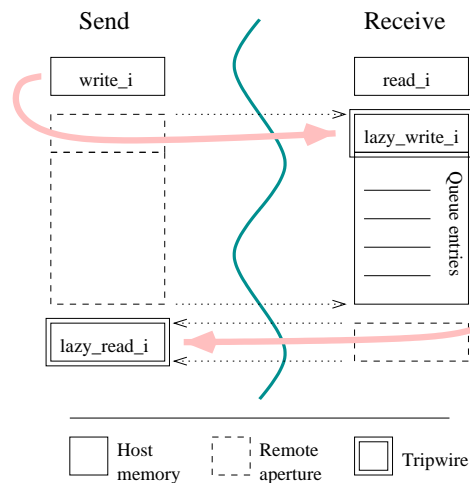 Send
Receive
write_i
read_i
lazy_write_i
Queue entries
lazy_read_i
Host
memory
Remote
aperture
Tripwire